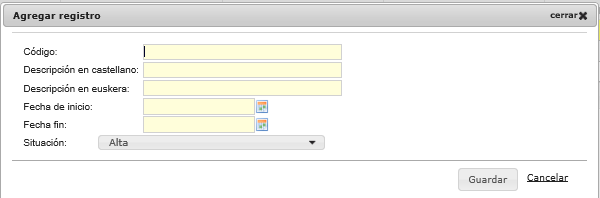 Agregar registro cerrar
Código:
Descripción en castellano:
Descripción en euskera:
Fecha de inicio:
Fecha fin:
Situación: Alta
Guardar Cancelar